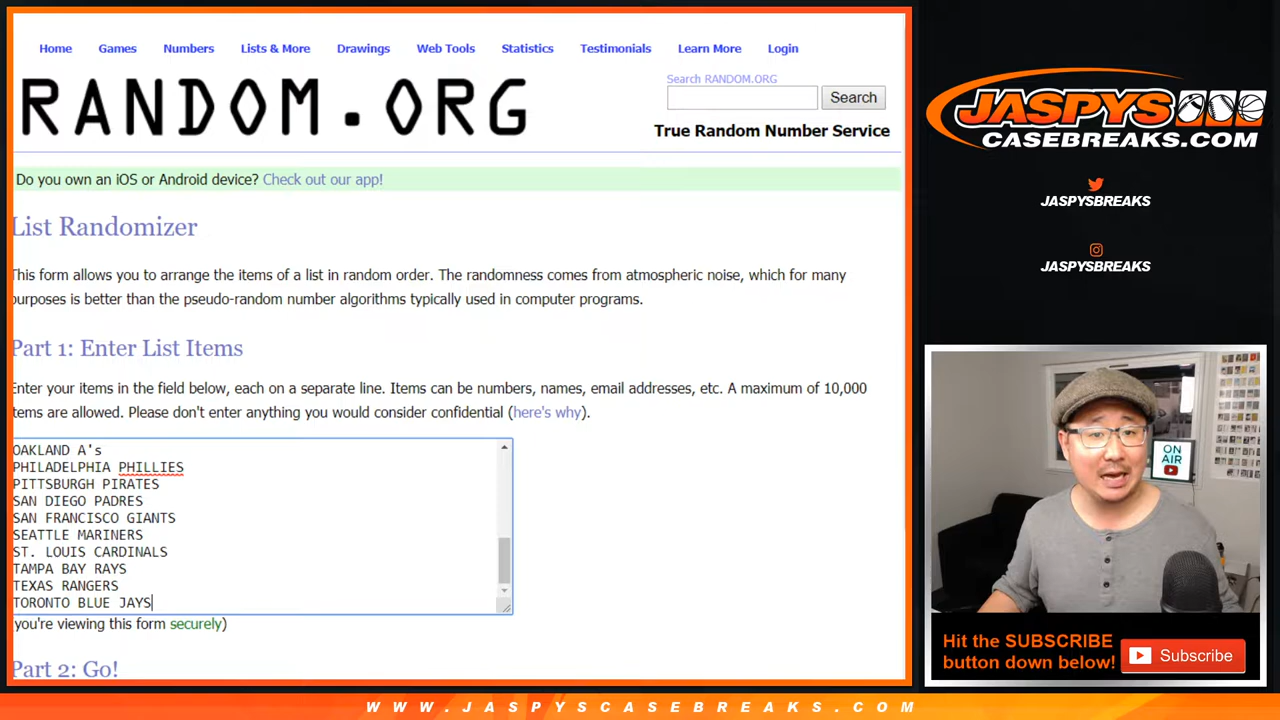 Home Games Numbers Lists & More Drawings Web Tools Statistics Testimonials Learn More Login
RANDOM.ORG
Search RANDOM.ORG
Search
True Random Number Service
Do you own an iOS or Android device? Check out our app!
List Randomizer
This form allows you to arrange the items of a list in random order. The randomness comes from atmospheric noise, which for many
purposes is better than the pseudo-random number algorithms typically used in computer programs.
Part 1: Enter List Items
Enter your items in the field below, each on a separate line. Items can be numbers, names, email addresses, etc. A maximum of 10,000
items are allowed. Please don't enter anything you would consider confidential (here's why).
OAKLAND A's
PHILADELPHIA PHILLIES
PITTSBURGH PIRATES
SAN DIEGO PADRES
SAN FRANCISCO GIANTS
SEATTLE MARINERS
ST. LOUIS CARDINALS
TAMPA BAY RAYS
TEXAS RANGERS
TORONTO BLUE JAYS
(you're viewing this form securely)
Part 2: Go!
JASPYS
CASEBREAKS.COM
JASPYSBREAKS
JASPYSBREAKS
ON
AIR
Hit the SUBSCRIBE
button down below!
Subscribe
WWW.JASPYSCASEBREAKS.COM